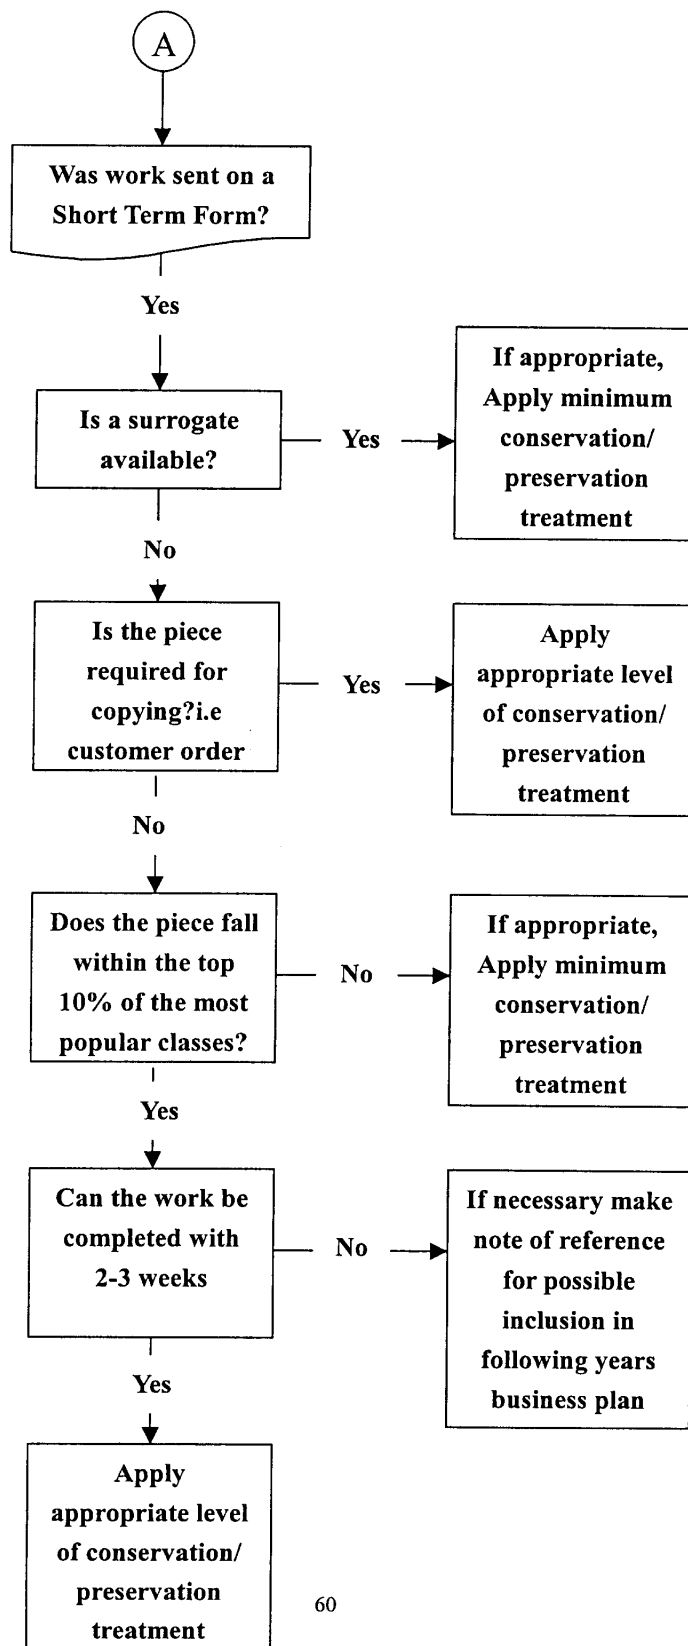 A
Was work sent on a
Short Term Form?
Yes
Is a surrogate
available?
Yes
If appropriate,
Apply minimum
conservation/
preservation
treatment
No
Is the piece
required for
copying?i.e
customer order
Yes
Apply
appropriate level
of conservation/
preservation
treatment
No
Does the piece fall
within the top
10% of the most
popular classes?
No
If appropriate,
Apply minimum
conservation/
preservation
treatment
Yes
Can the work be
completed with
2-3 weeks
No
If necessary make
note of reference
for possible
inclusion in
following years
business plan
Yes
Apply
appropriate level
of conservation/
preservation
treatment
60